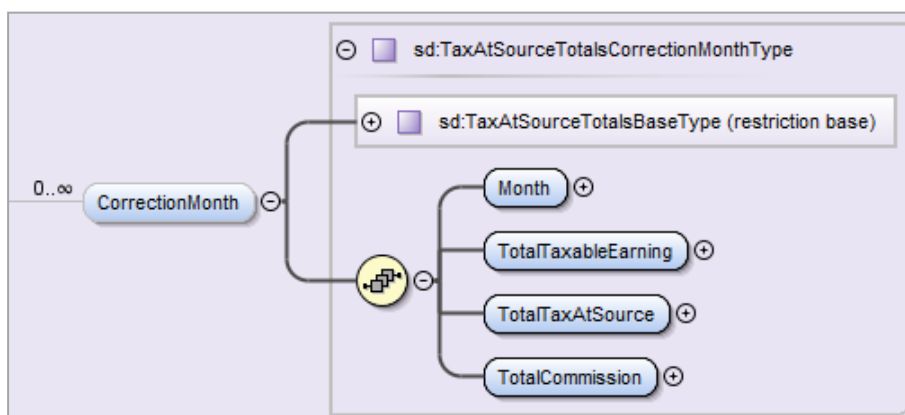 sd:TaxAtSourceTotalsCorrectionMonthType
sd:TaxAtSourceTotalsBaseType (restriction base)
0..∞
CorrectionMonth
Month
TotalTaxableEarning
TotalTaxAtSource
TotalCommission